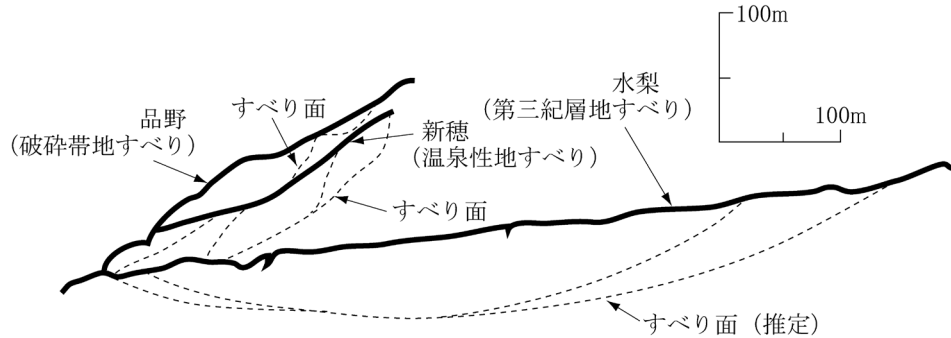 100m
100m
水梨
(第三紀層地すべり)
すべり面
品野
(破砕帯地すべり)
新穂
(温泉性地すべり)
すべり面
すべり面(推定)